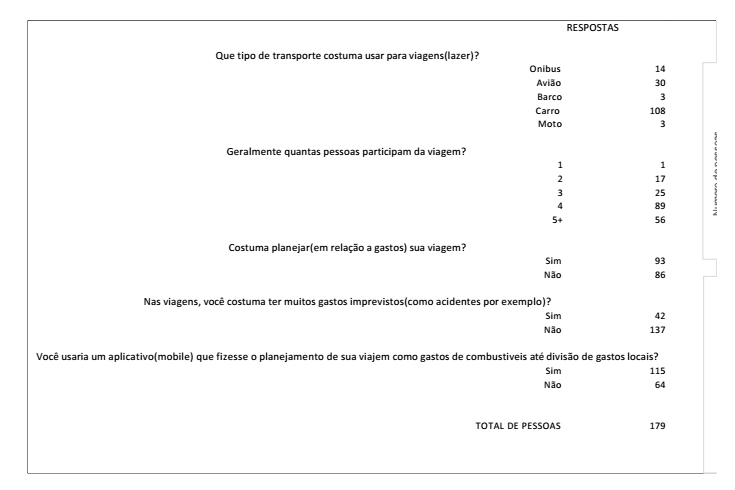 RESPOSTAS
Que tipo de transporte costuma usar para viagens(lazer)?
Onibus 14
Avião 30
Barco 3
Carro 108
Moto 3
Geralmente quantas pessoas participam da viagem?
1 1
2 17
3 25
4 89
5+ 56
Costuma planejar(em relação a gastos) sua viagem?
Sim 93
Não 86
Nas viagens, você costuma ter muitos gastos imprevistos(como acidentes por exemplo)?
Sim 42
Não 137
Você usaria um aplicativo(mobile) que fizesse o planejamento de sua viajem como gastos de combustiveis até divisão de gastos locais?
Sim 115
Não 64
TOTAL DE PESSOAS 179